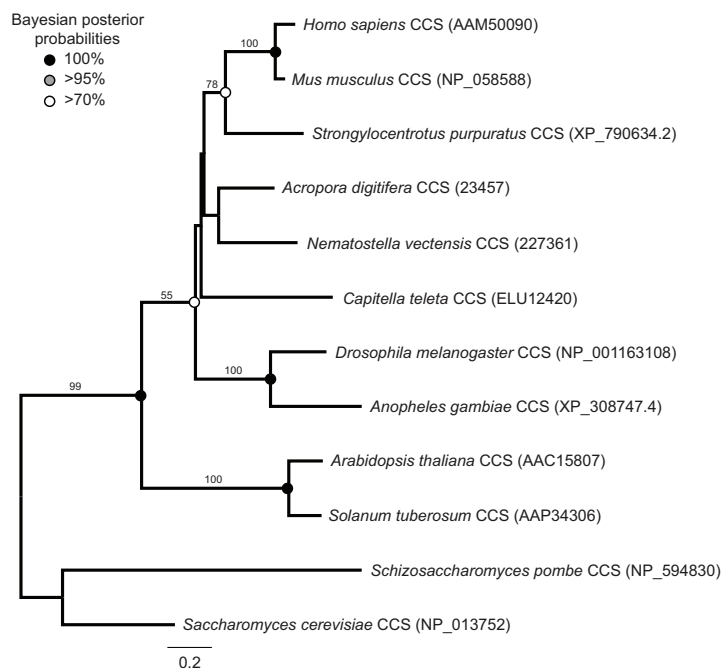 Bayesian posterior
probabilities
100%
>95%
>70%
Homo sapiens CCS (AAM50090)
100
Mus musculus CCS (NP_058588)
78
Strongylocentrotus purpuratus CCS (XP_790634.2)
Acropora digitifera CCS (23457)
Nematostella vectensis CCS (227361)
Capitella teleta CCS (ELU12420)
55
Drosophila melanogaster CCS (NP_001163108)
100
99
Anopheles gambiae CCS (XP_308747.4)
Arabidopsis thaliana CCS (AAC15807)
100
Solanum tuberosum CCS (AAP34306)
Schizosaccharomyces pombe CCS (NP_594830)
Saccharomyces cerevisiae CCS (NP_013752)
0.2